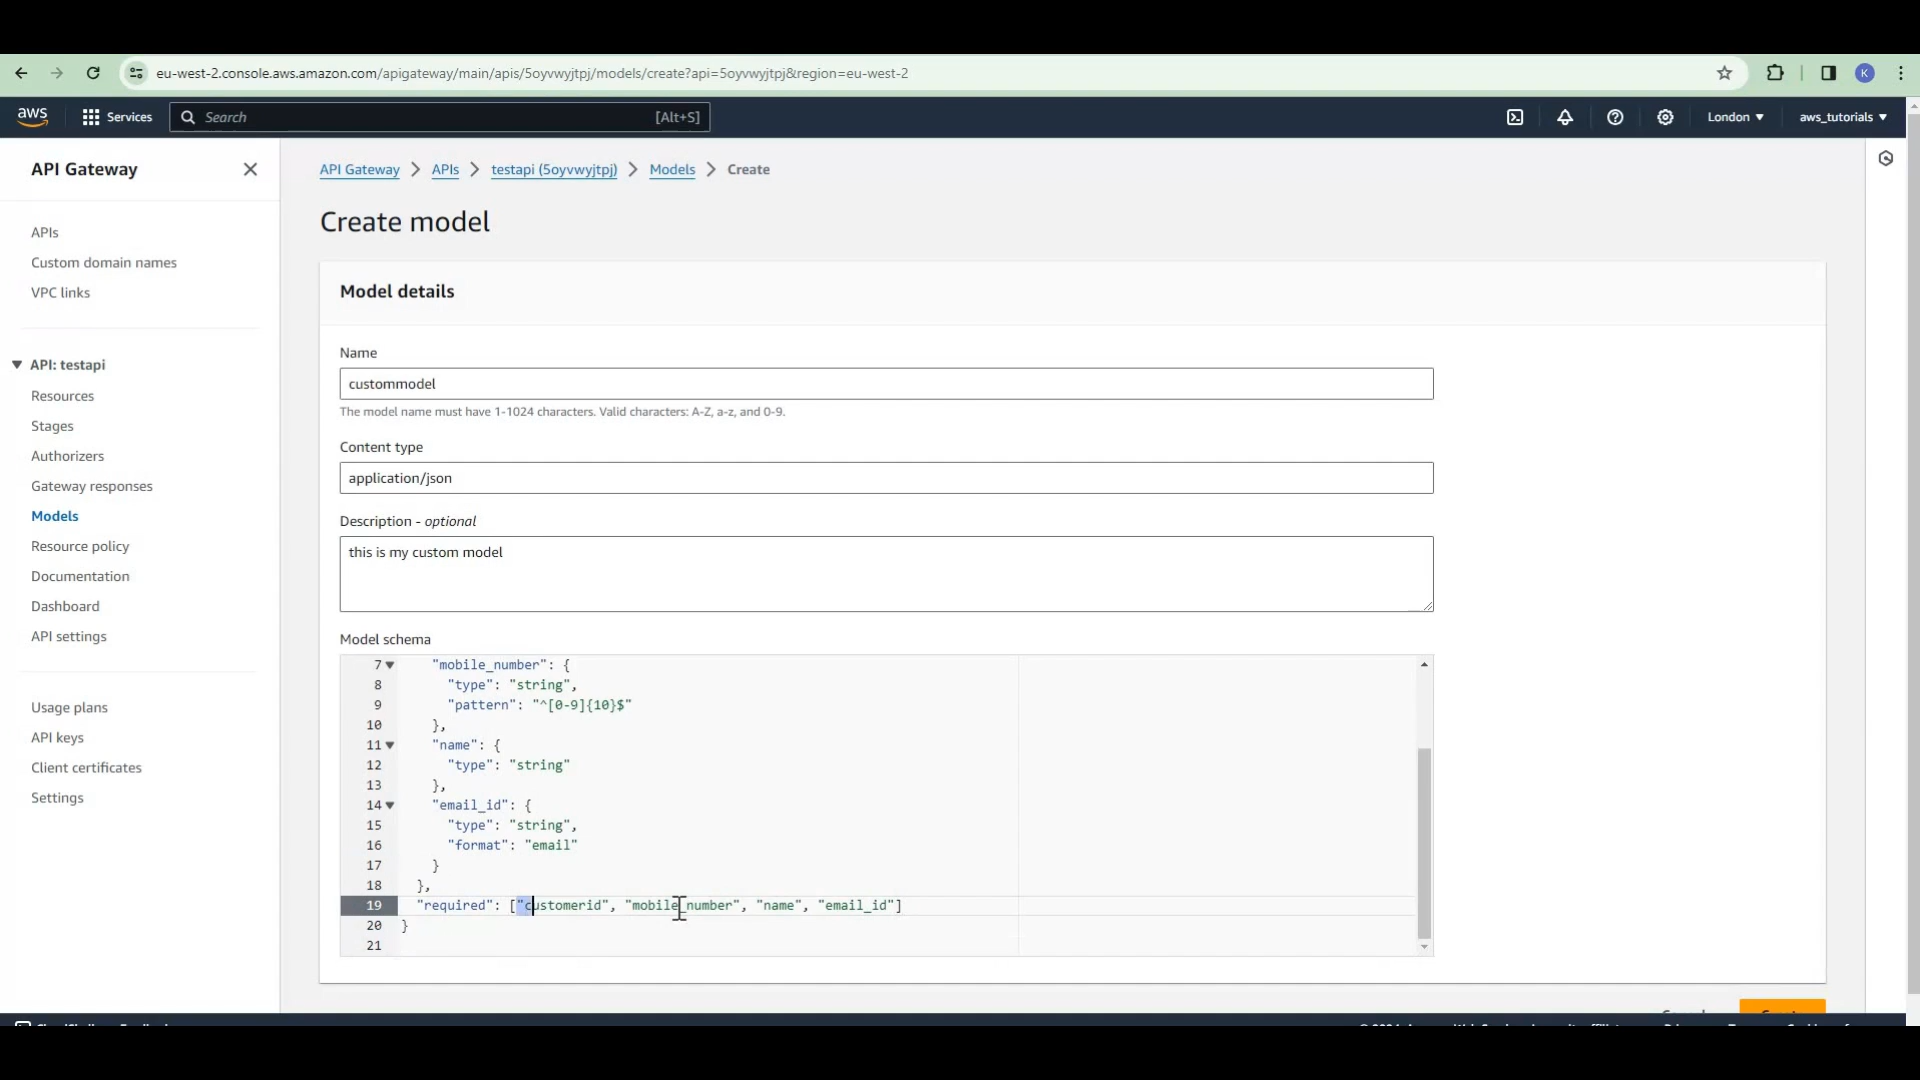 eu-west-2.console.aws.amazon.com/apigateway/main/apis/5oyvwyjtpj/models/create?api=5oyvwyjtpj&region=eu-west-2
K
aws
Services
Search
[Alt+S]
London
aws_tutorials
API Gateway
API Gateway
APIs
testapi (5oyvwyjtpj)
Models
Create
Create model
APIs
Custom domain names
VPC links
API: testapi
Resources
Stages
Authorizers
Gateway responses
Models
Resource policy
Documentation
Dashboard
API settings
Usage plans
API keys
Client certificates
Settings
Model details
Name
custommodel
The model name must have 1-1024 characters. Valid characters: A-Z, a-z, and 0-9.
Content type
application/json
Description - optional
this is my custom model
Model schema
7 "mobile_number": {
8 "type": "string",
9 "pattern": "^[0-9]{10}$"
10 },
11 "name": {
12 "type": "string"
13 },
14 "email_id": {
15 "type": "string",
16 "format": "email"
17 }
18 },
19 "required": ["customerid", "mobile_number", "name", "email_id"]
20 }
21